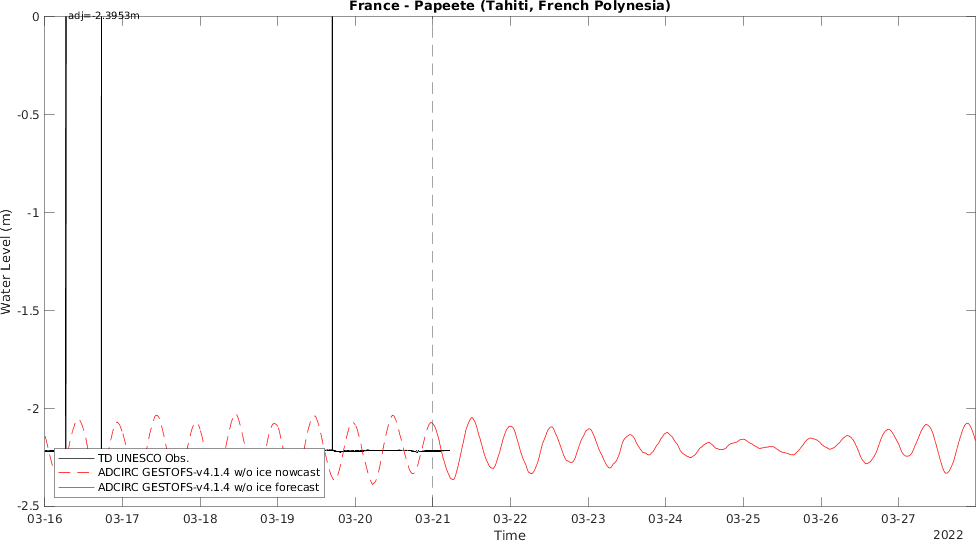 France - Papeete (Tahiti, French Polynesia)
adj=-2.3953m
0
-0.5
-1
-1.5
-2
-2.5
Water Level (m)
TD UNESCO Obs.
ADCIRC GESTOFS-v4.1.4 w/o ice nowcast
ADCIRC GESTOFS-v4.1.4 w/o ice forecast
03-16 03-17 03-18 03-19 03-20 03-21 03-22 03-23 03-24 03-25 03-26 03-27
Time
2022